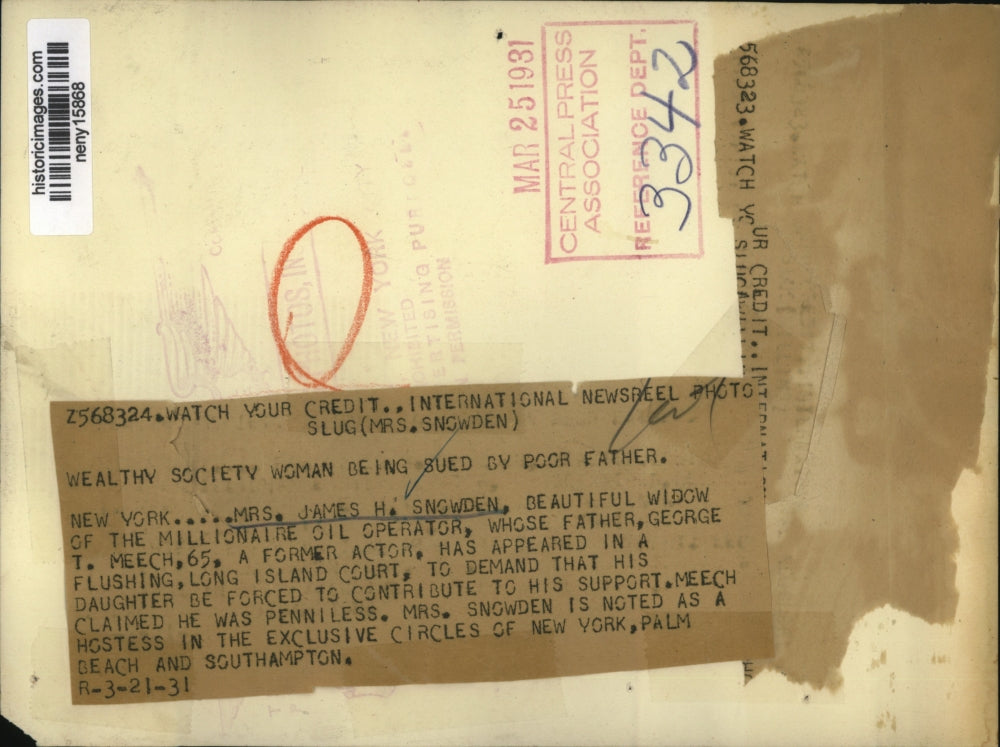 historicimages.com
neny15868
MAR 25 1931
CENTRAL PRESS
ASSOCIATION
REFERENCE DEPT.
3342
568323.WATCH YOUR CREDIT..
NEW YORK
PERMISSION
Z568324.WATCH YOUR CREDIT..INTERNATIONAL NEWSREEL PHOTO
SLUG(MRS.SNOWDEN)
WEALTHY SOCIETY WOMAN BEING SUED BY POOR FATHER.
NEW YORK.....MRS. JAMES H. SNOWDEN, BEAUTIFUL WIDOW
OF THE MILLIONAIRE OIL OPERATOR, WHOSE FATHER,GEORGE
T. MEECH,65, A FORMER ACTOR, HAS APPEARED IN A
FLUSHING,LONG ISLAND COURT, TO DEMAND THAT HIS
DAUGHTER BE FORCED TO CONTRIBUTE TO HIS SUPPORT.MEECH
CLAIMED HE WAS PENNILESS. MRS. SNOWDEN IS NOTED AS A
HOSTESS IN THE EXCLUSIVE CIRCLES OF NEW YORK,PALM
BEACH AND SOUTHAMPTON.
R-3-21-31